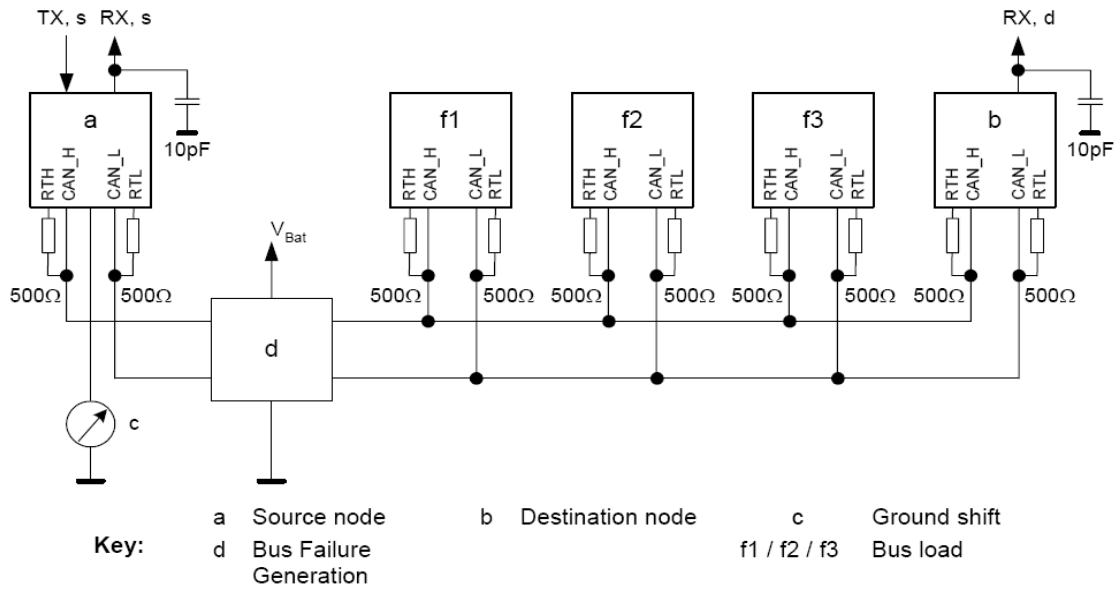 TX, s RX, s RX, d
a f1 f2 f3 b
10pF 10pF
RTH CAN_H CAN_L RTL RTH CAN_H CAN_L RTL RTH CAN_H CAN_L RTL RTH CAN_H CAN_L RTL RTH CAN_H CAN_L RTL
V_Bat
500Ω 500Ω 500Ω 500Ω 500Ω 500Ω 500Ω 500Ω 500Ω 500Ω
d
c
a Source node b Destination node c Ground shift
Key: d Bus Failure f1 / f2 / f3 Bus load
Generation